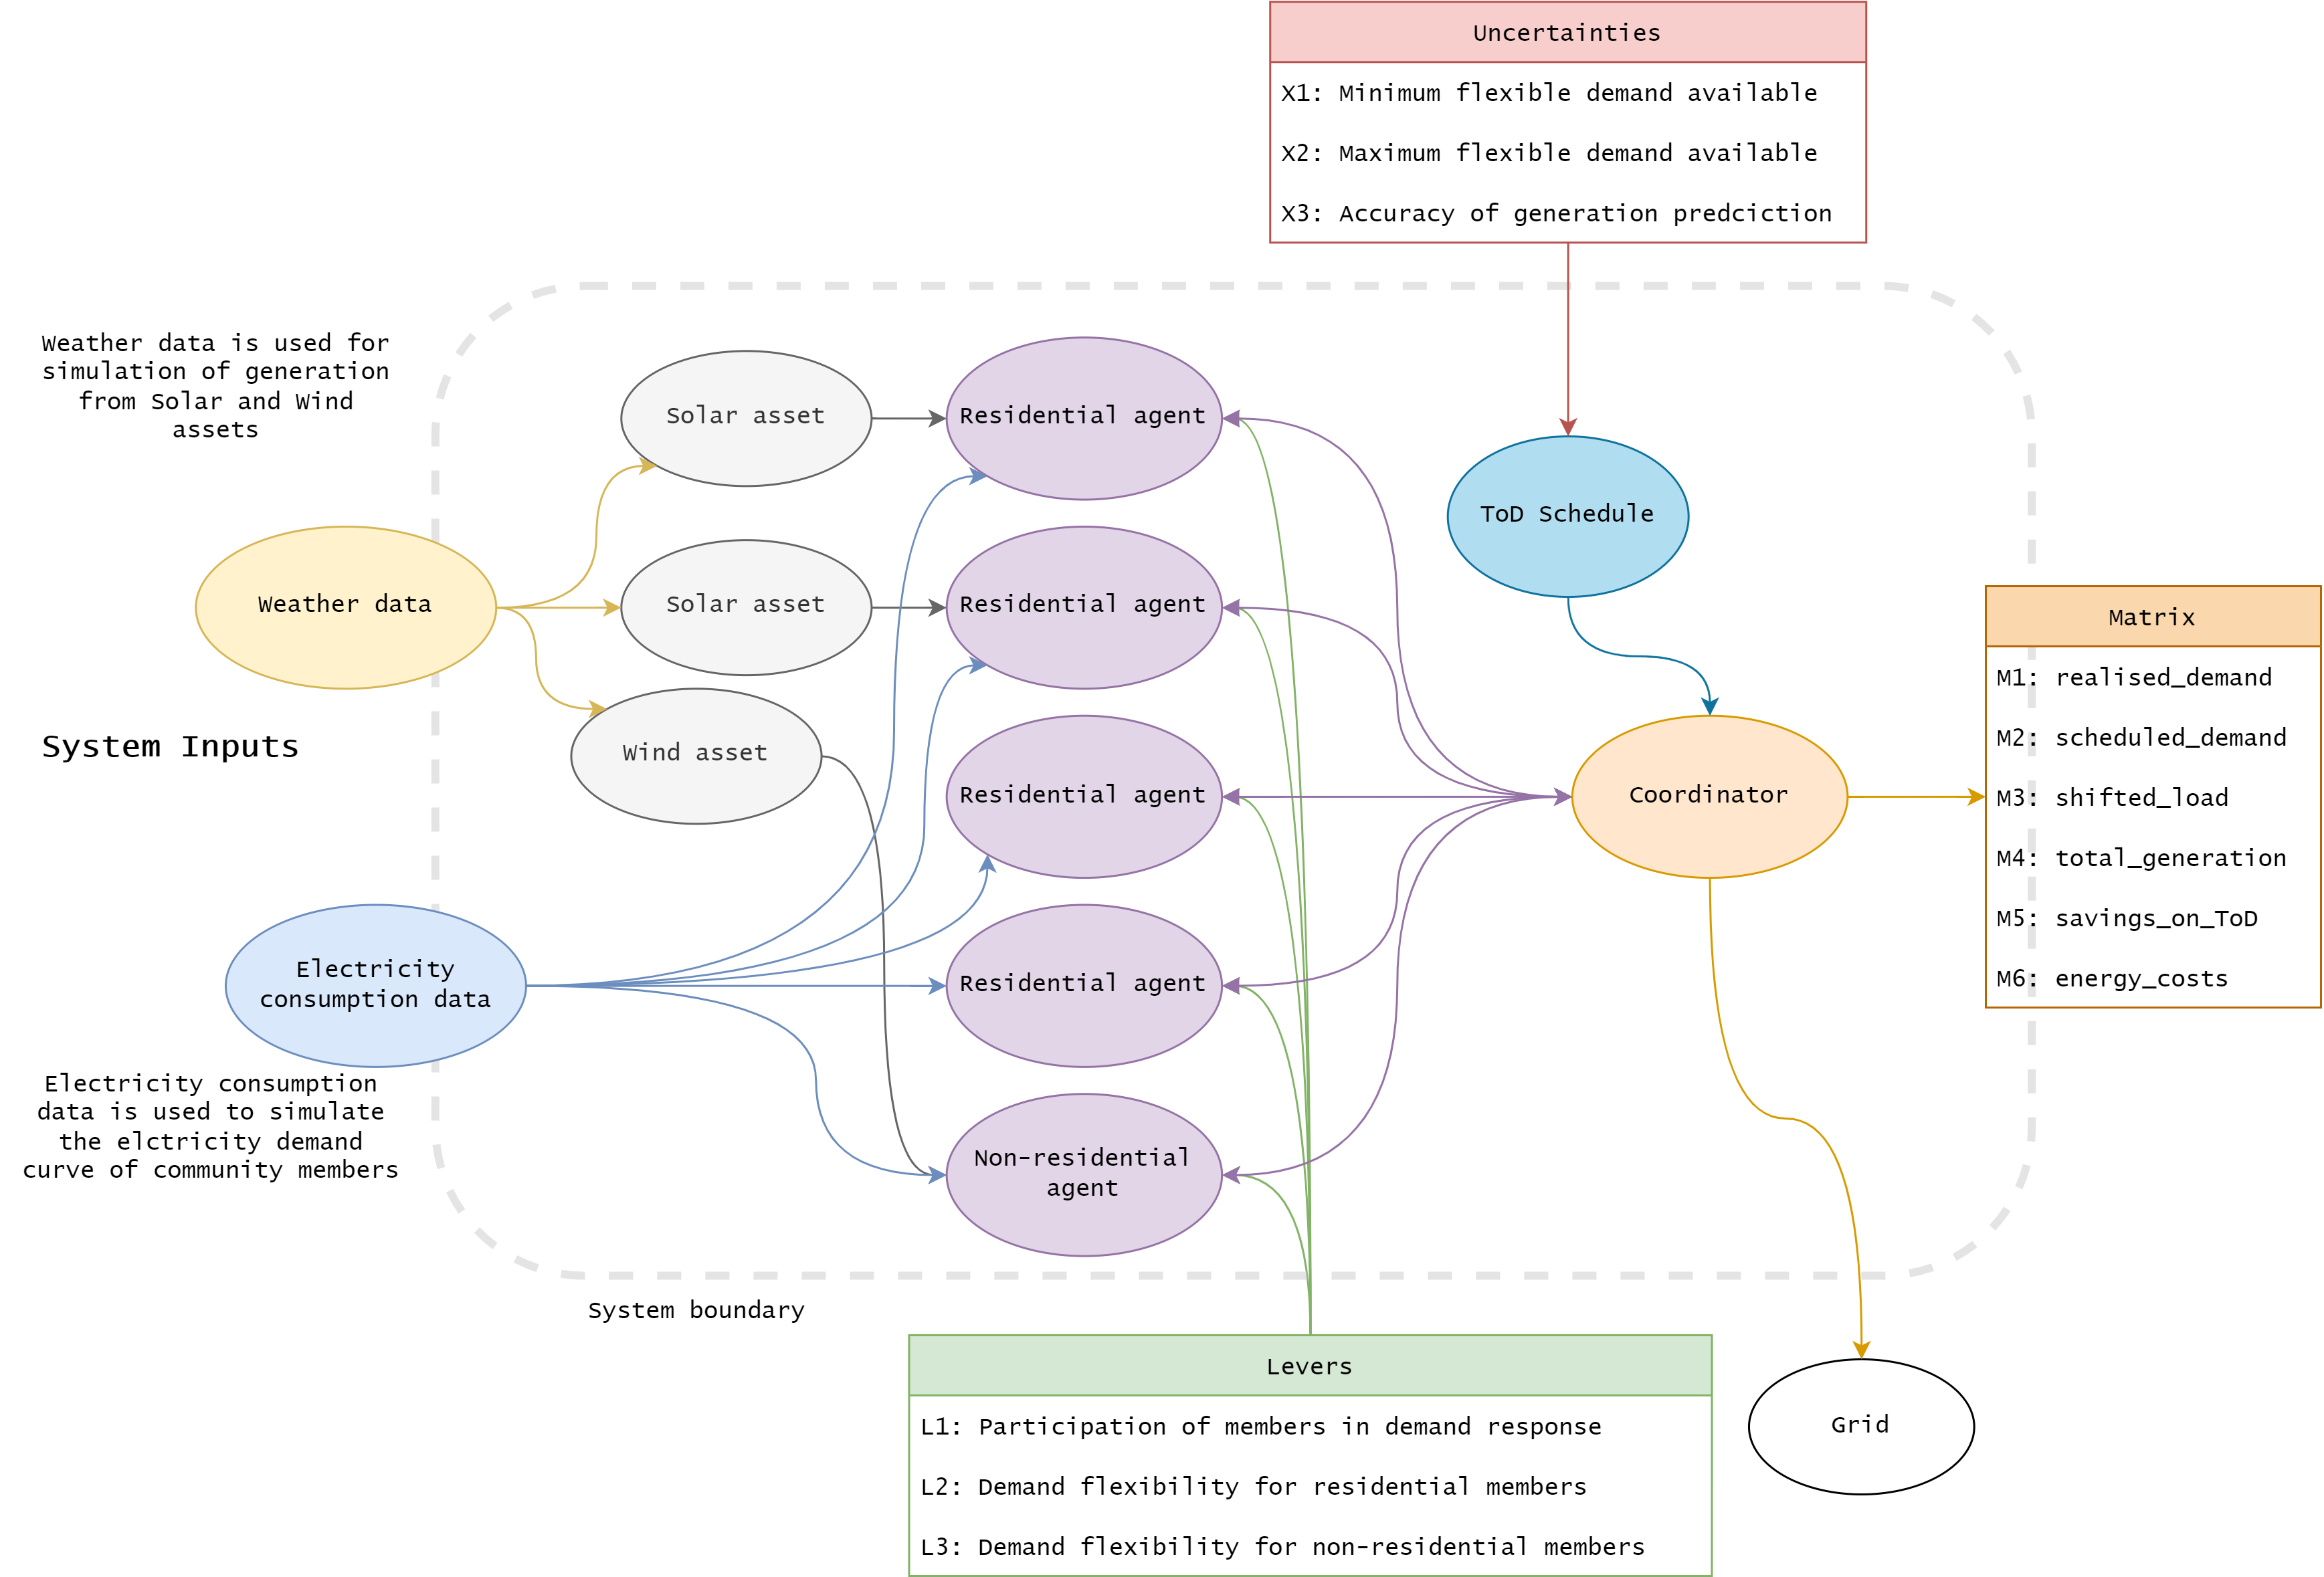 Uncertainties
X1: Minimum flexible demand available
X2: Maximum flexible demand available
X3: Accuracy of generation predciction
Weather data is used for
simulation of generation
from Solar and Wind
assets
Solar asset
Residential agent
ToD Schedule
Weather data
Solar asset
Residential agent
System Inputs
Wind asset
Residential agent
Coordinator
Matrix
M1: realised_demand
M2: scheduled_demand
M3: shifted_load
M4: total_generation
M5: savings_on_ToD
M6: energy_costs
Electricity
consumption data
Residential agent
Electricity consumption
data is used to simulate
the elctricity demand
curve of community members
Non-residential
agent
System boundary
Levers
L1: Participation of members in demand response
L2: Demand flexibility for residential members
L3: Demand flexibility for non-residential members
Grid